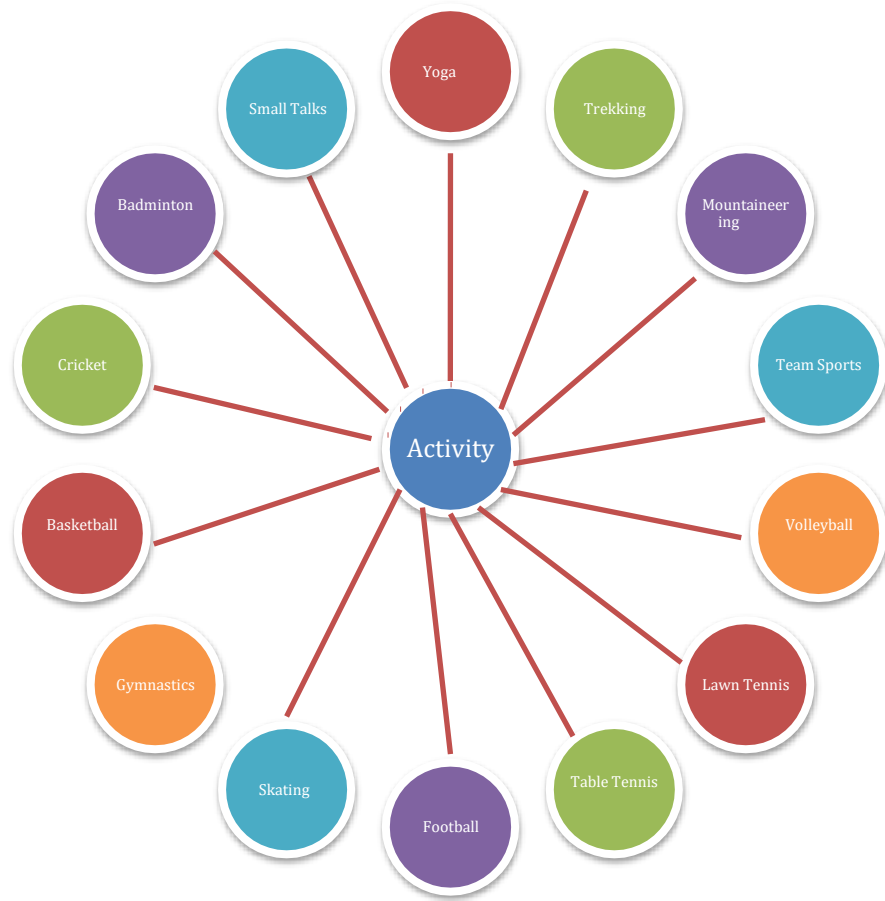 Yoga
Small Talks
Trekking
Badminton
Mountaineer
ing
Cricket
Team Sports
Activity
Basketball
Volleyball
Gymnastics
Lawn Tennis
Skating
Table Tennis
Football